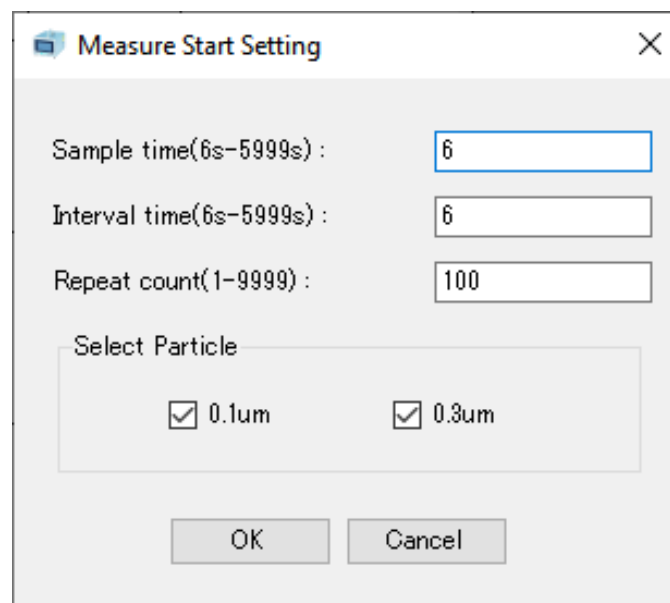 Measure Start Setting
Sample time(6s-5999s) : 6
Interval time(6s-5999s) : 6
Repeat count(1-9999) : 100
Select Particle
0.1um 0.3um
OK Cancel